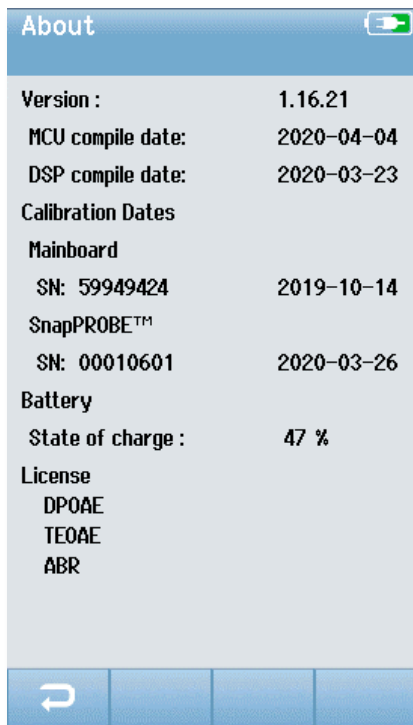 About
Version : 1.16.21
MCU compile date: 2020-04-04
DSP compile date: 2020-03-23
Calibration Dates
Mainboard
SN: 59949424 2019-10-14
SnapPROBE™
SN: 00010601 2020-03-26
Battery
State of charge : 47 %
License
DPOAE
TEOAE
ABR